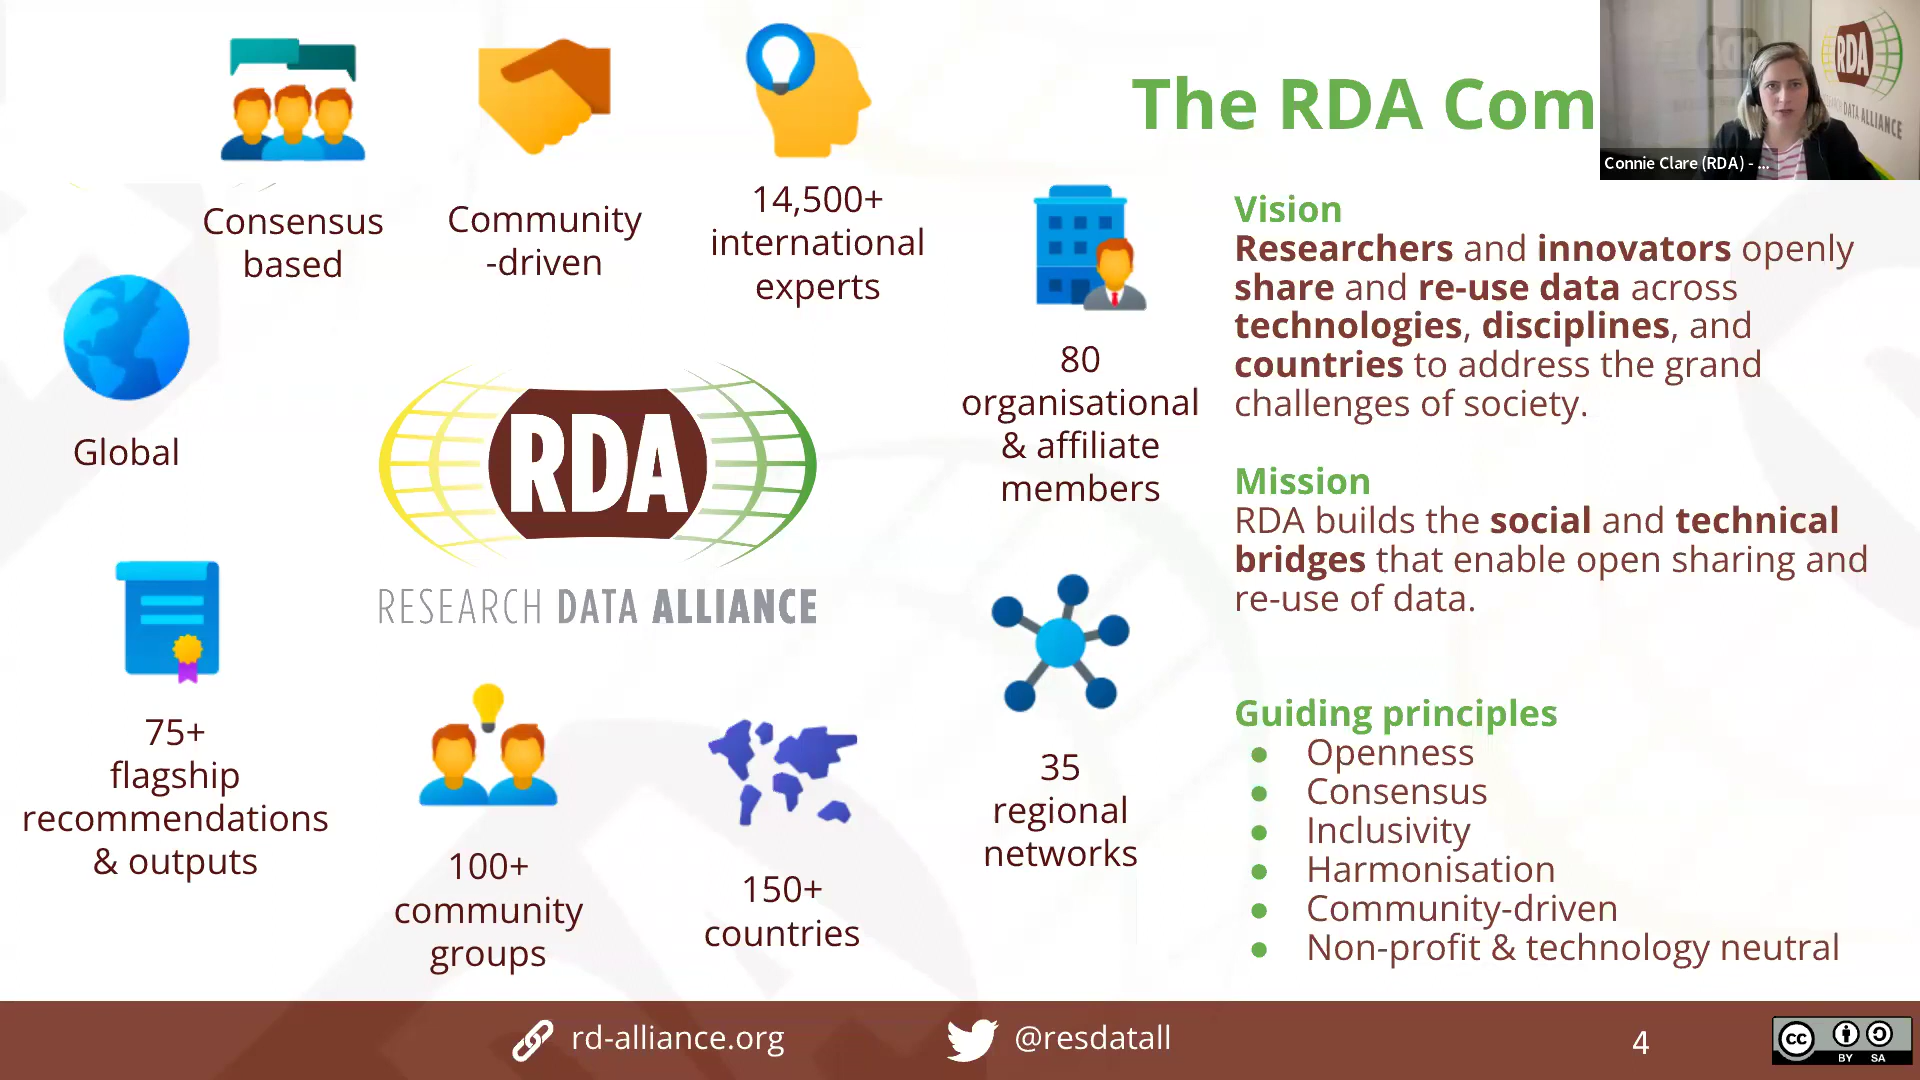 The RDA Com
Connie Clare (RDA) - ...
RDA
DATA ALLIANCE
Consensus
based
Community
-driven
14,500+
international
experts
80
organisational
& affiliate
members
Global
RDA
RESEARCH DATA ALLIANCE
75+
flagship
recommendations
& outputs
100+
community
groups
150+
countries
35
regional
networks
Vision
Researchers and innovators openly
share and re-use data across
technologies, disciplines, and
countries to address the grand
challenges of society.
Mission
RDA builds the social and technical
bridges that enable open sharing and
re-use of data.
Guiding principles
● Openness
● Consensus
● Inclusivity
● Harmonisation
● Community-driven
● Non-profit & technology neutral
rd-alliance.org
@resdatall
4
cc
BY SA